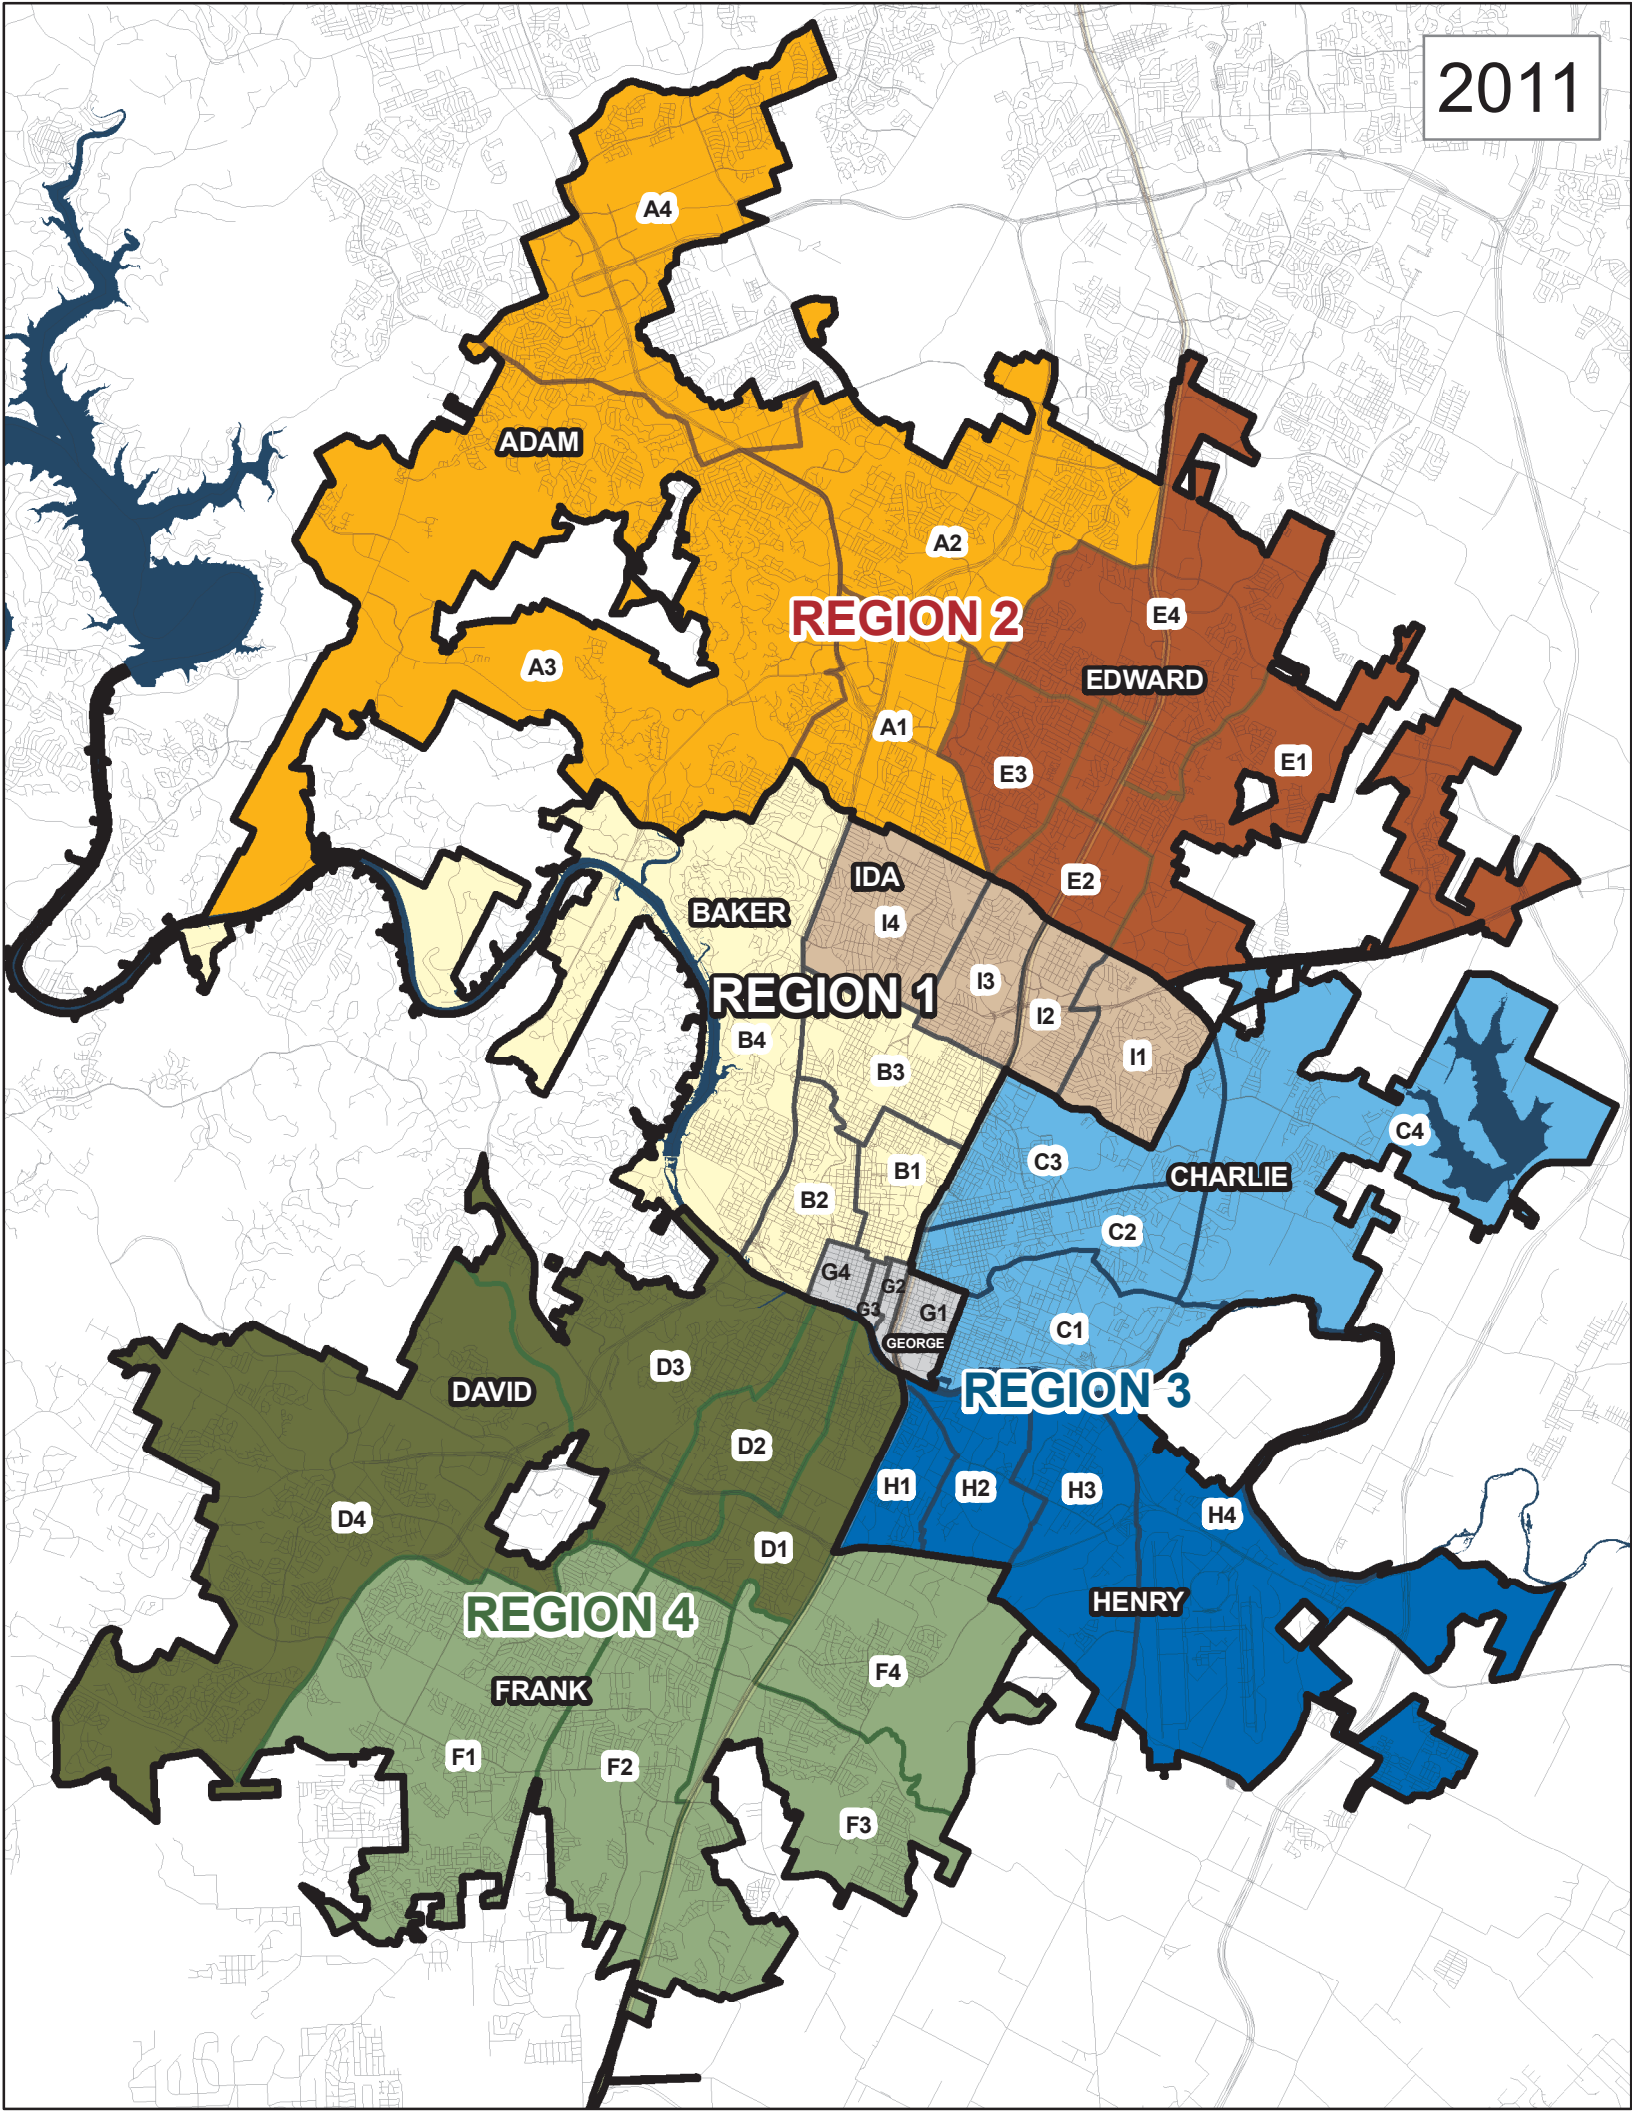 2011
A4
ADAM
A2
REGION 2
E4
A3
EDWARD
A1
E3
E1
IDA
E2
BAKER
I4
I3
REGION 1
I2
B4
I1
B3
C4
C3
B1
CHARLIE
B2
C2
G4
G2
G3
G1
C1
GEORGE
D3
DAVID
REGION 3
D2
H1
H2
H3
D4
H4
D1
HENRY
REGION 4
F4
FRANK
F1
F2
F3